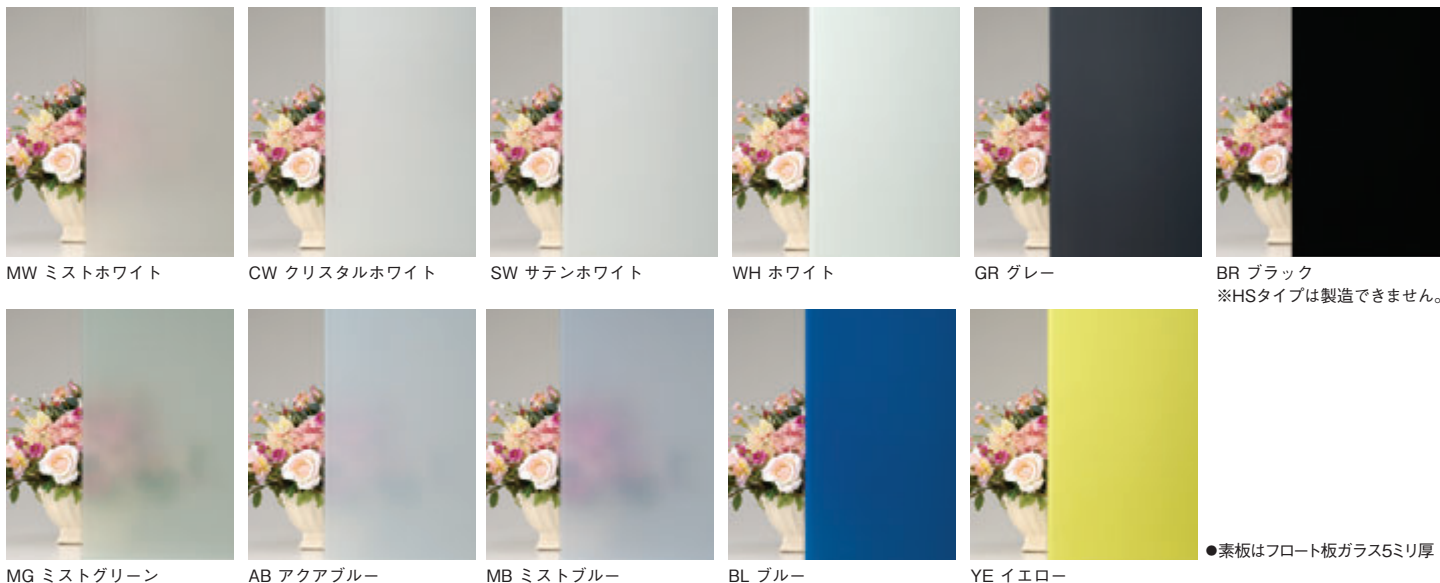 MW ミストホワイト
CW クリスタルホワイト
SW サテンホワイト
WH ホワイト
GR グレー
BR ブラック
※HSタイプは製造できません。
MG ミストグリーン
AB アクアブルー
MB ミストブルー
BL ブルー
YE イエロー
●素板はフロート板ガラス5ミリ厚